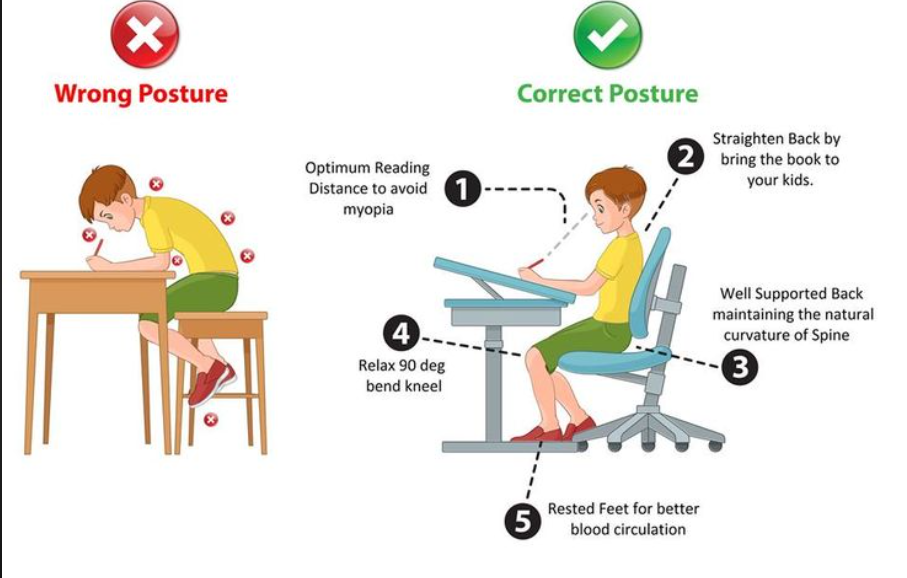 Wrong Posture
Correct Posture
Optimum Reading
Distance to avoid
myopia
1
2
Straighten Back by
bring the book to
your kids.
Well Supported Back
maintaining the natural
curvature of Spine
3
4
Relax 90 deg
bend kneel
5
Rested Feet for better
blood circulation